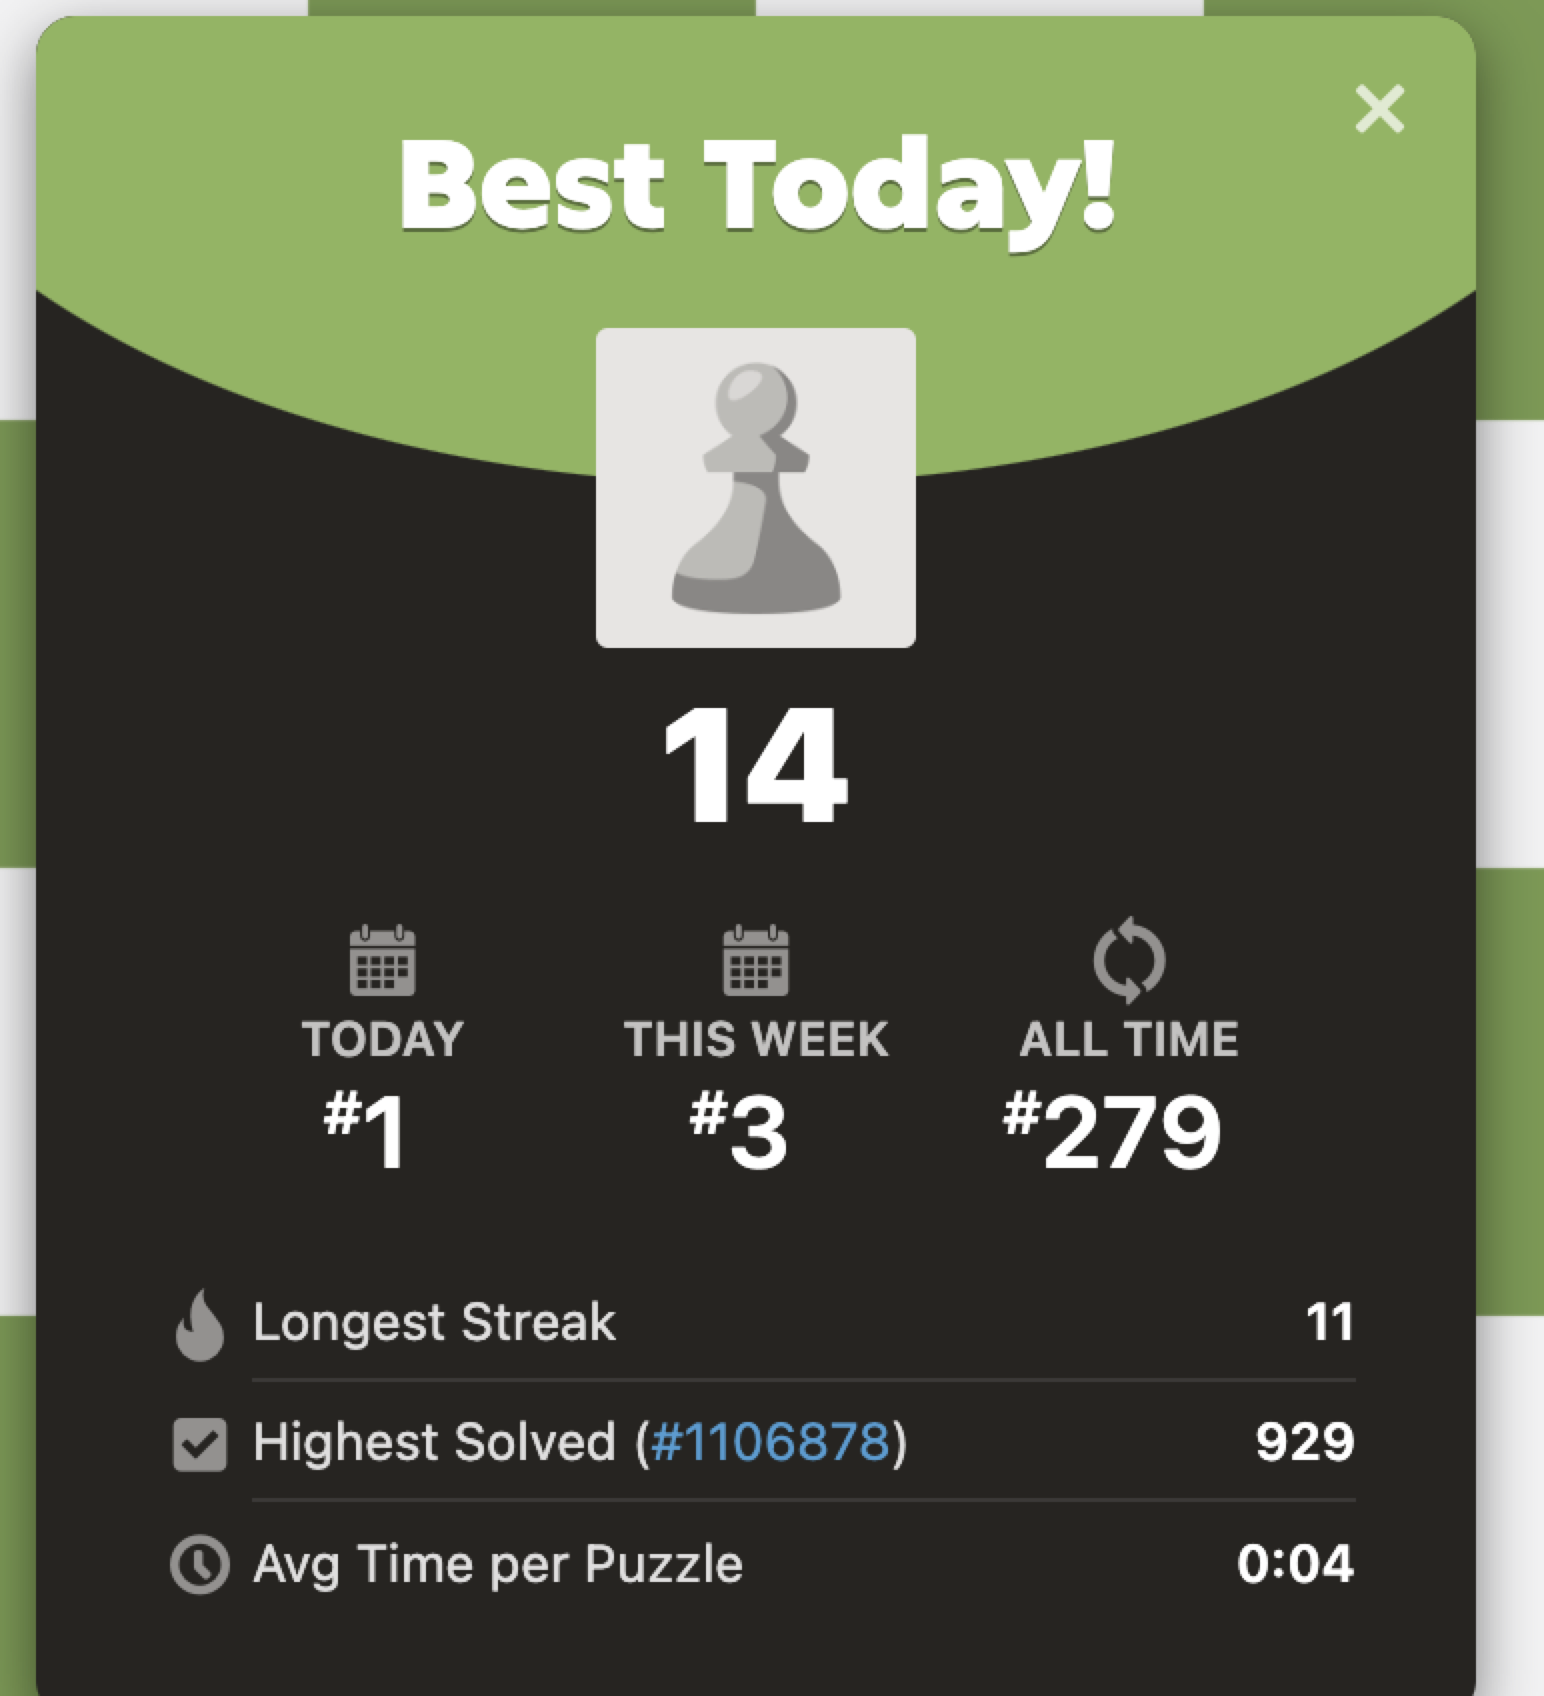 Best Today!
14
TODAY THIS WEEK ALL TIME
#1 #3 #279
Longest Streak 11
Highest Solved (#1106878) 929
Avg Time per Puzzle 0:04